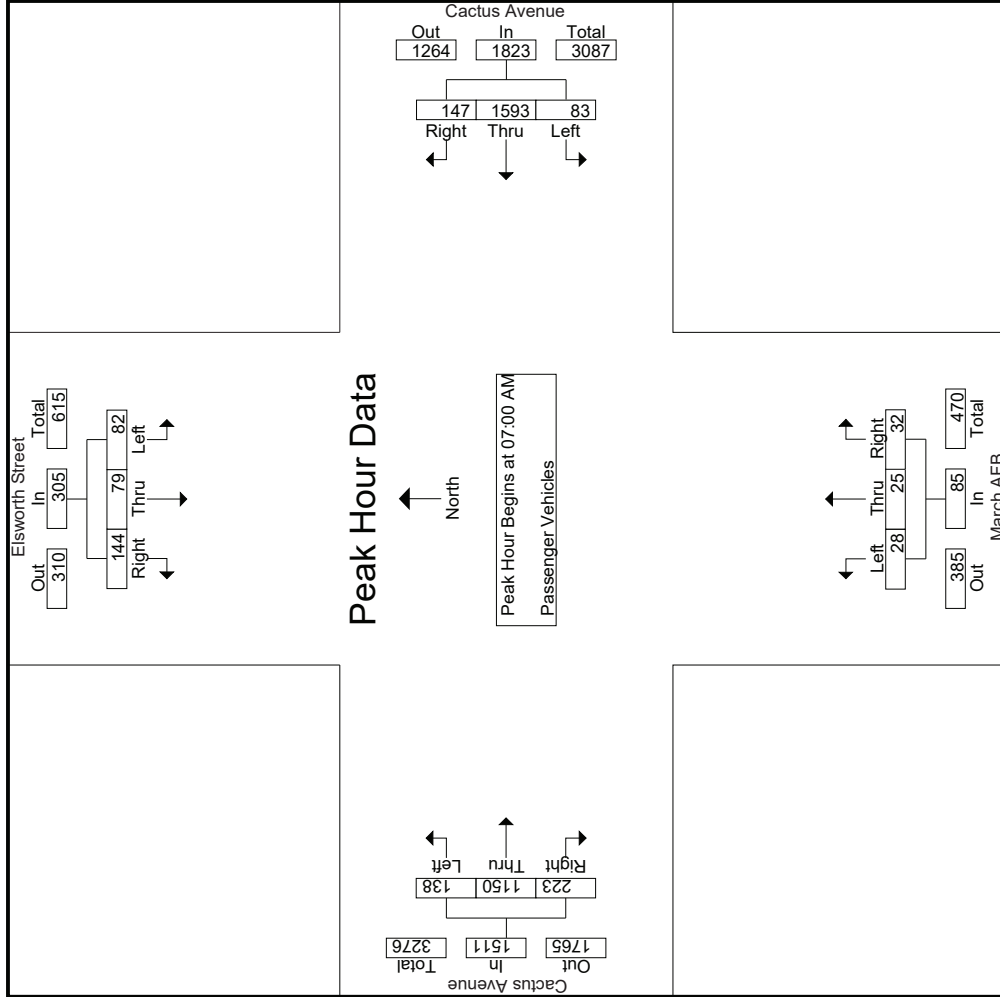 Cactus Avenue
Out In Total
1264 1823 3087
147 1593 83
Right Thru Left
Elsworth Street
Out In Total
310 305 615
144 79 82
Right Thru Left
Peak Hour Data
North
Peak Hour Begins at 07:00 AM
Passenger Vehicles
Left Thru Right
28 25 32
385 85 470
Out In Total
March AFB
Left Thru Right
138 1150 223
3276 1511 1765
Total In Out
Cactus Avenue